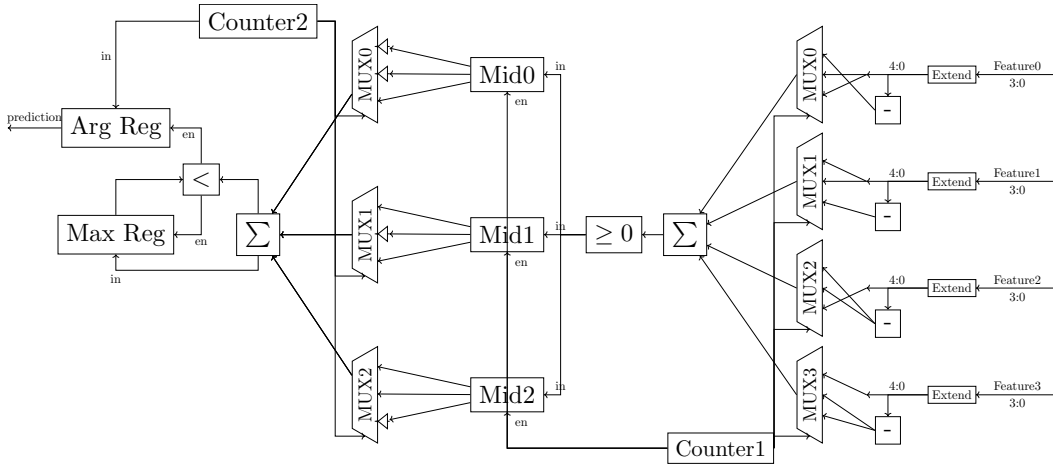 Counter2
in
prediction
Arg Reg
en
<
Max Reg
en
in
∑
MUX0
MUX1
MUX2
Mid0
in
en
Mid1
in
en
Mid2
in
en
≥ 0
∑
Counter1
MUX0
4:0
Extend
Feature0
3:0
-
MUX1
4:0
Extend
Feature1
3:0
-
MUX2
4:0
Extend
Feature2
3:0
-
MUX3
4:0
Extend
Feature3
3:0
-